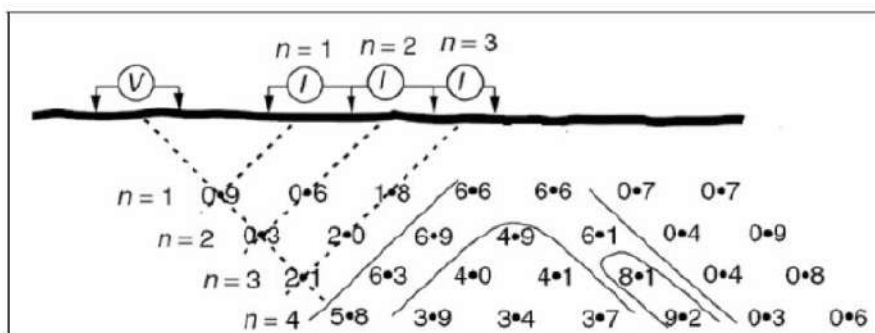 n = 1 n = 2 n = 3
V I I I
n = 1 0•9 0•6 1•8 6•6 6•6 0•7 0•7
n = 2 0•3 2•0 6•9 4•9 6•1 0•4 0•9
n = 3 2•1 6•3 4•0 4•1 8•1 0•4 0•8
n = 4 5•8 3•9 3•4 3•7 9•2 0•3 0•6